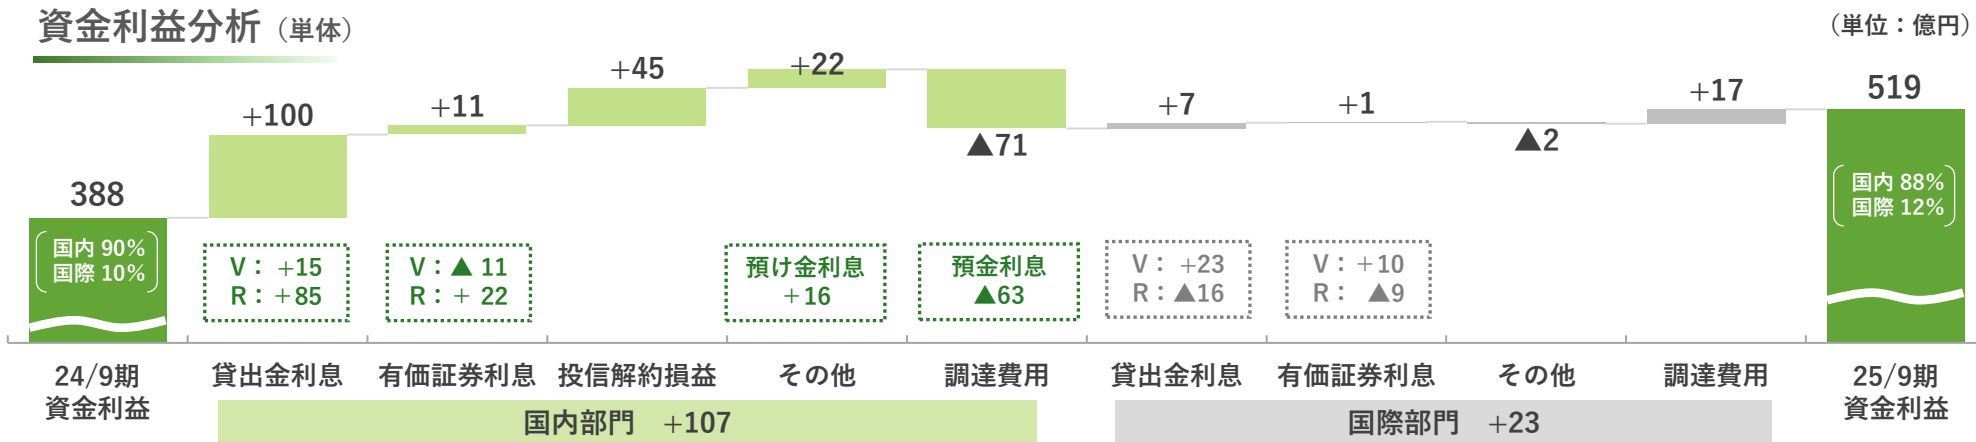 資金利益分析（単体）
（単位：億円）
388
+100
+11
+45
+22
▲71
+7
+1
▲2
+17
519
国内 90%
国際 10%
V： +15
R： +85
V：▲ 11
R： + 22
預け金利息
+16
預金利息
▲63
V： +23
R：▲16
V：+10
R： ▲9
国内 88%
国際 12%
24/9期
資金利益
貸出金利息
有価証券利息
投信解約損益
その他
調達費用
貸出金利息
有価証券利息
その他
調達費用
25/9期
資金利益
国内部門 +107
国際部門 +23